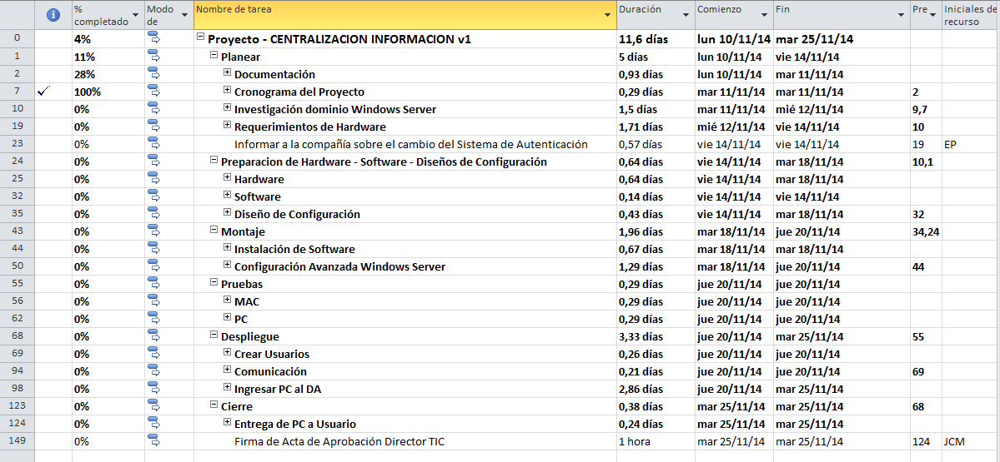 % completado Modo de Nombre de tarea Duración Comienzo Fin Pre Iniciales de recurso
0 4% Proyecto - CENTRALIZACION INFORMACION v1 11,6 días lun 10/11/14 mar 25/11/14
1 11% Planear 5 días lun 10/11/14 vie 14/11/14
2 28% Documentación 0,93 días lun 10/11/14 mar 11/11/14
7 100% Cronograma del Proyecto 0,29 días mar 11/11/14 mar 11/11/14 2
10 0% Investigación dominio Windows Server 1,5 días mar 11/11/14 mié 12/11/14 9,7
19 0% Requerimientos de Hardware 1,71 días mié 12/11/14 vie 14/11/14 10
23 0% Informar a la compañía sobre el cambio del Sistema de Autenticación 0,57 días vie 14/11/14 vie 14/11/14 19 EP
24 0% Preparacion de Hardware - Software - Diseños de Configuración 0,64 días vie 14/11/14 mar 18/11/14 10,1
25 0% Hardware 0,64 días vie 14/11/14 mar 18/11/14
32 0% Software 0,14 días vie 14/11/14 vie 14/11/14
35 0% Diseño de Configuración 0,43 días vie 14/11/14 mar 18/11/14 32
43 0% Montaje 1,96 días mar 18/11/14 jue 20/11/14 34,24
44 0% Instalación de Software 0,67 días mar 18/11/14 mar 18/11/14
50 0% Configuración Avanzada Windows Server 1,29 días mar 18/11/14 jue 20/11/14 44
55 0% Pruebas 0,29 días jue 20/11/14 jue 20/11/14
56 0% MAC 0,29 días jue 20/11/14 jue 20/11/14
62 0% PC 0,29 días jue 20/11/14 jue 20/11/14
68 0% Despliegue 3,33 días jue 20/11/14 mar 25/11/14 55
69 0% Crear Usuarios 0,26 días jue 20/11/14 jue 20/11/14
94 0% Comunicación 0,21 días jue 20/11/14 jue 20/11/14 69
98 0% Ingresar PC al DA 2,86 días jue 20/11/14 mar 25/11/14
123 0% Cierre 0,38 días mar 25/11/14 mar 25/11/14 68
124 0% Entrega de PC a Usuario 0,24 días mar 25/11/14 mar 25/11/14
149 0% Firma de Acta de Aprobación Director TIC 1 hora mar 25/11/14 mar 25/11/14 124 JCM